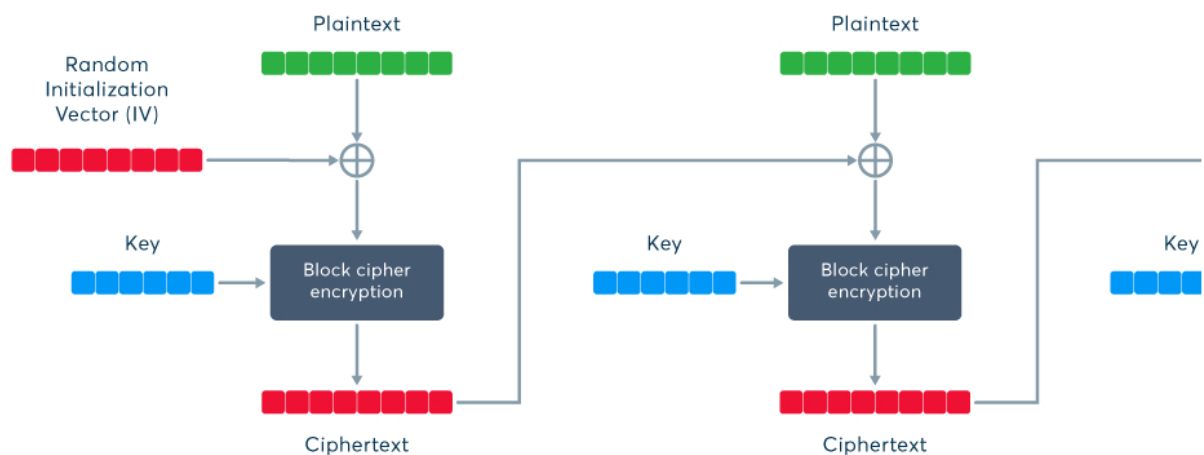 Plaintext
Plaintext
Random
Initialization
Vector (IV)
Key
Block cipher
encryption
Key
Block cipher
encryption
Key
Ciphertext
Ciphertext